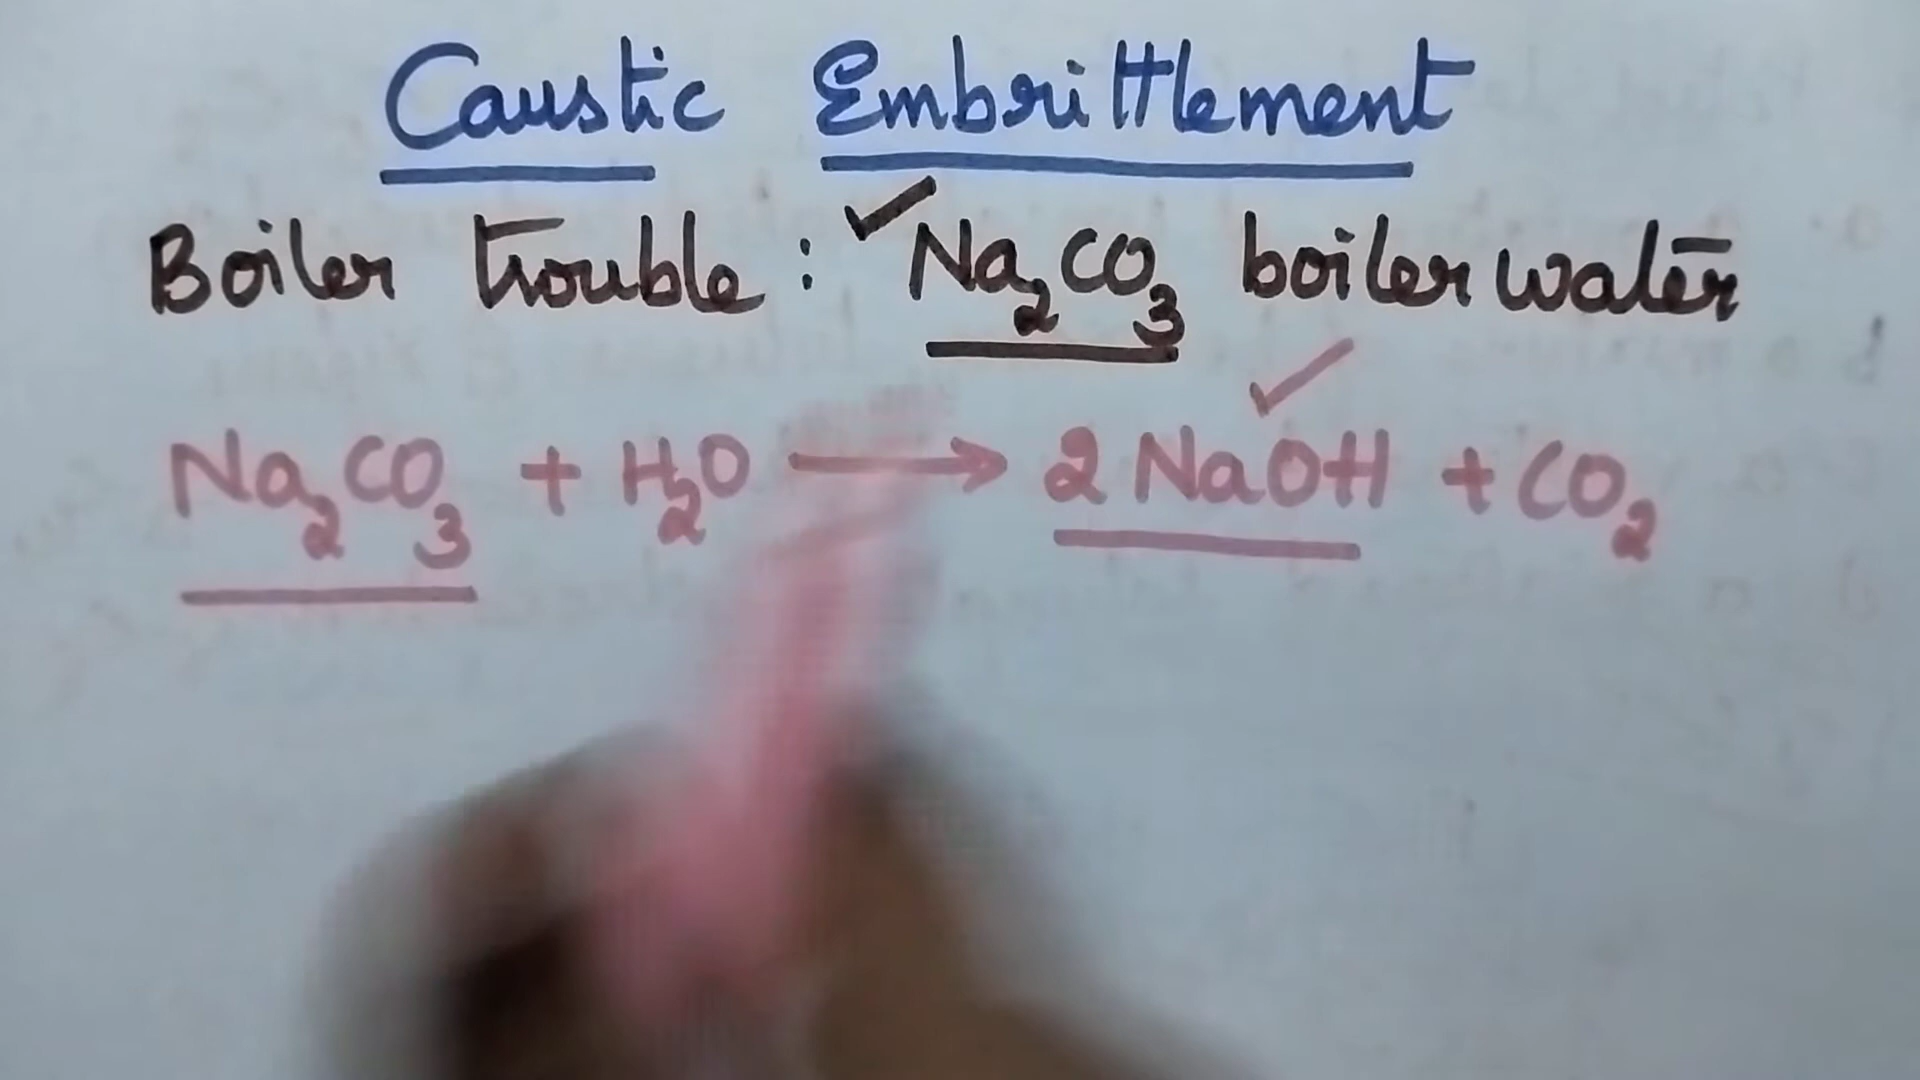 Caustic Embrittlement
Boiler trouble : ✓ Na₂CO₃ boiler water
Na₂CO₃ + H₂O ⟶ 2 NaOH + CO₂